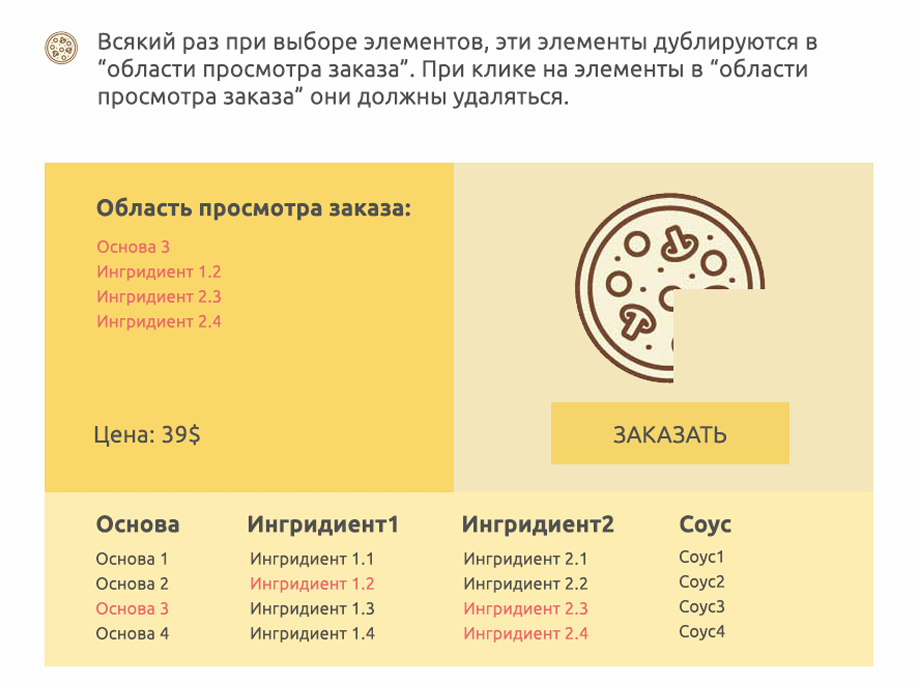 Всякий раз при выборе элементов, эти элементы дублируются в
“области просмотра заказа”. При клике на элементы в “области
просмотра заказа” они должны удаляться.
Область просмотра заказа:
Основа 3
Ингридиент 1.2
Ингридиент 2.3
Ингридиент 2.4
Цена: 39$
ЗАКАЗАТЬ
Основа
Основа 1
Основа 2
Основа 3
Основа 4
Ингридиент1
Ингридиент 1.1
Ингридиент 1.2
Ингридиент 1.3
Ингридиент 1.4
Ингридиент2
Ингридиент 2.1
Ингридиент 2.2
Ингридиент 2.3
Ингридиент 2.4
Соус
Соус1
Соус2
Соус3
Соус4